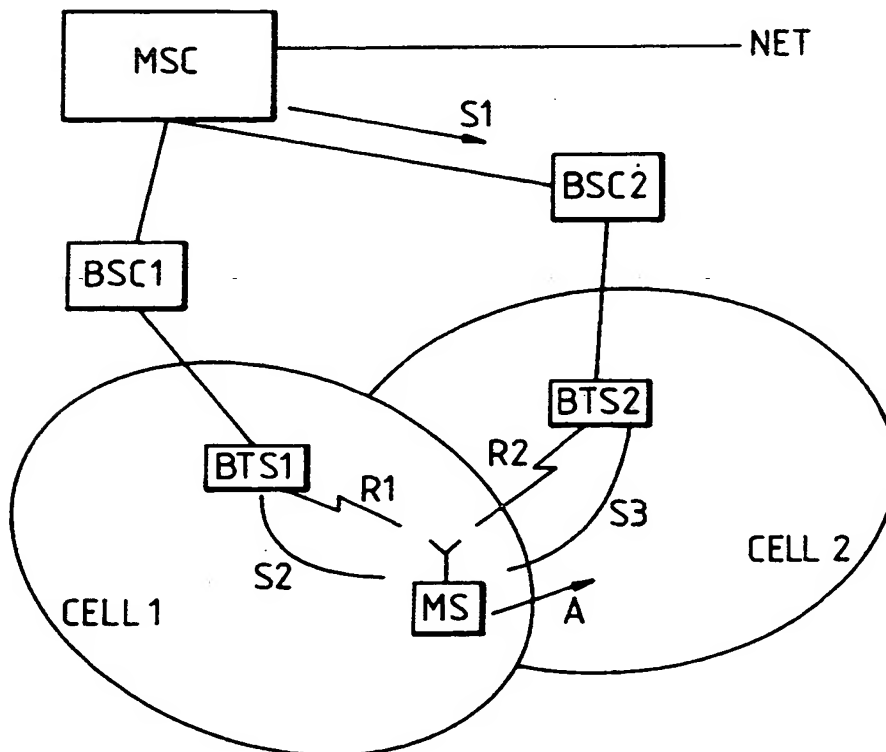 MSC
NET
S1
BSC2
BSC1
BTS2
BTS1
R2
R1
S3
S2
CELL 2
MS
A
CELL 1